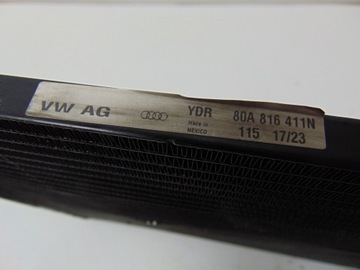 VW AG YDR 80A 816 411N
Made in
MEXICO 115 17/23